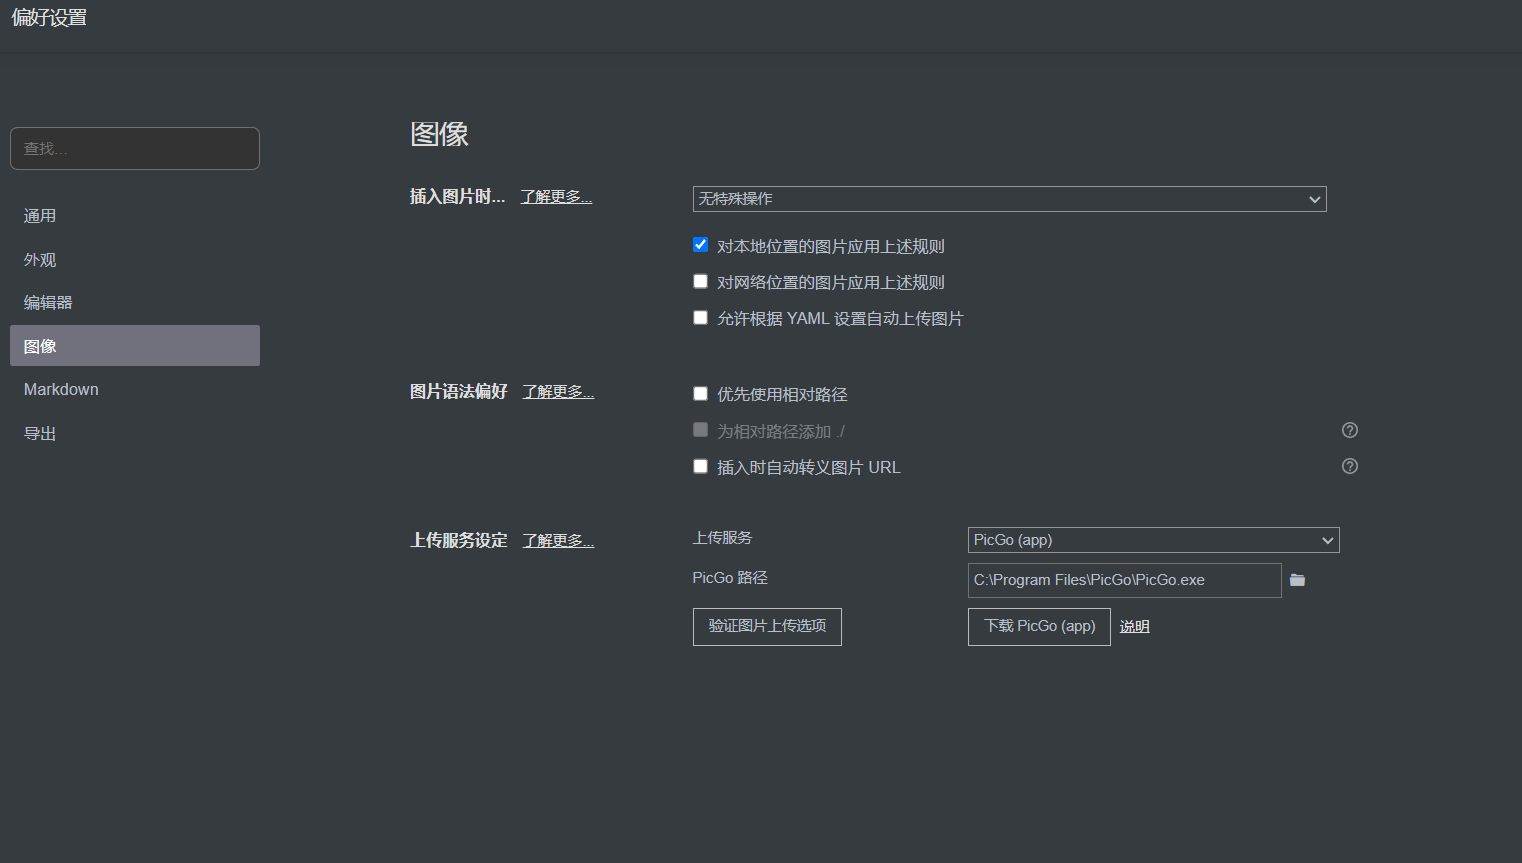 偏好设置
查找...
通用
外观
编辑器
图像
Markdown
导出
图像
插入图片时... 了解更多...
无特殊操作
对本地位置的图片应用上述规则
对网络位置的图片应用上述规则
允许根据 YAML 设置自动上传图片
图片语法偏好 了解更多...
优先使用相对路径
为相对路径添加 ./
插入时自动转义图片 URL
上传服务设定 了解更多...
上传服务 PicGo (app)
PicGo 路径 C:\Program Files\PicGo\PicGo.exe
验证图片上传选项 下载 PicGo (app) 说明